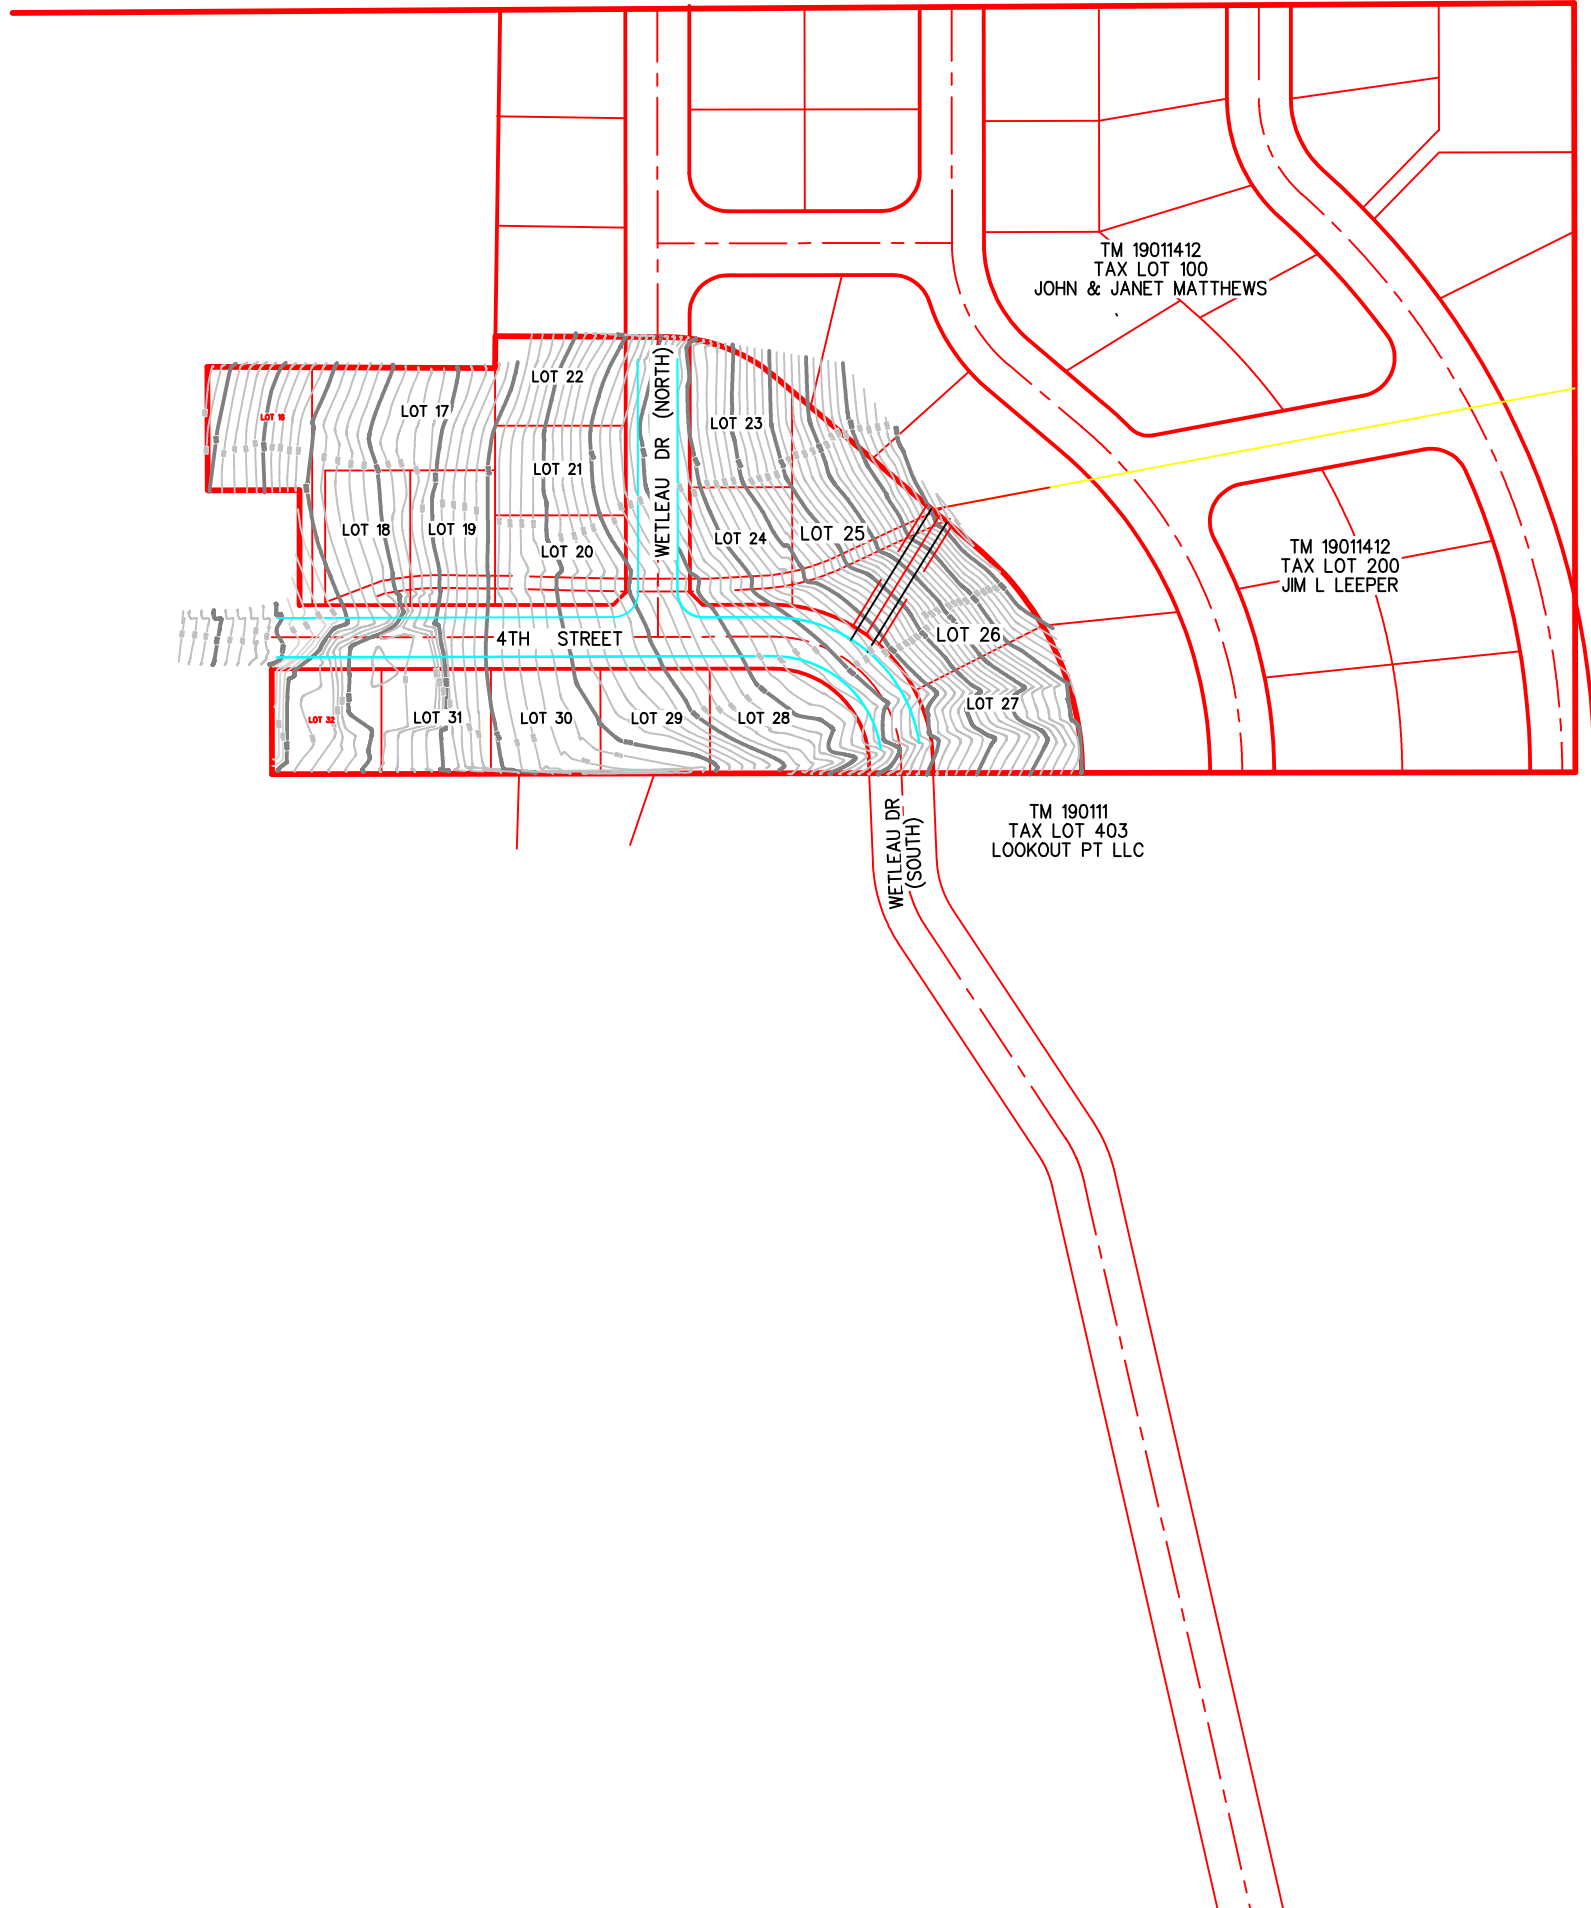 TM 19011412
TAX LOT 100
JOHN & JANET MATTHEWS
LOT 22
WETLEAU DR (NORTH)
LOT 16
LOT 17
LOT 23
LOT 21
LOT 18
LOT 19
LOT 20
LOT 24
LOT 25
TM 19011412
TAX LOT 200
JIM L LEEPER
4TH STREET
LOT 26
LOT 32
LOT 31
LOT 30
LOT 29
LOT 28
LOT 27
WETLEAU DR
(SOUTH)
TM 190111
TAX LOT 403
LOOKOUT PT LLC